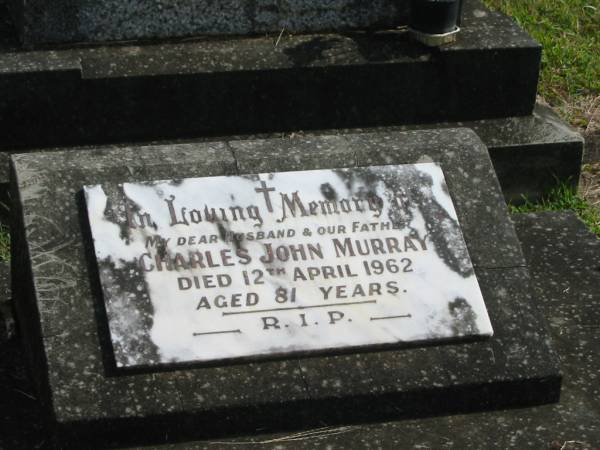 In Loving Memory of
My dear husband & our Father
CHARLES JOHN MURRAY
DIED 12TH APRIL 1962
AGED 81 YEARS.
R.I.P.